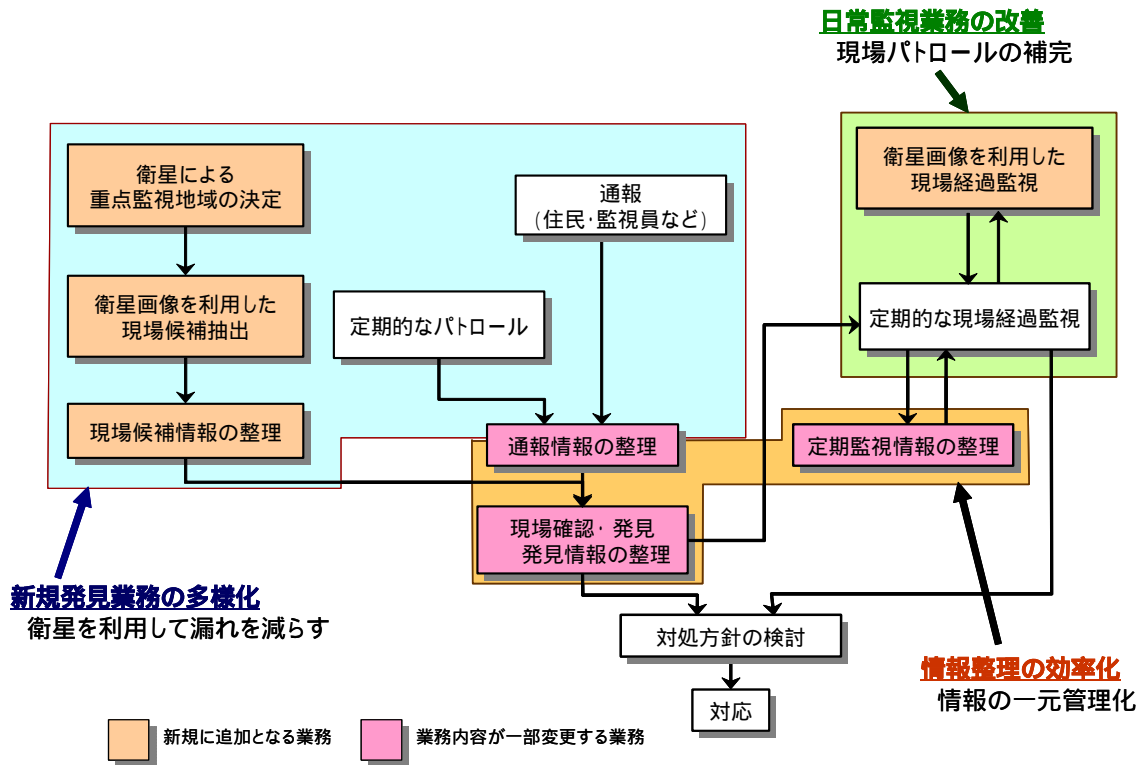 日常監視業務の改善
現場パトロールの補完
衛星による
重点監視地域の決定
通報
(住民・監視員など)
衛星画像を利用した
現場経過監視
衛星画像を利用した
現場候補抽出
定期的なパトロール
定期的な現場経過監視
現場候補情報の整理
通報情報の整理
定期監視情報の整理
現場確認・発見
発見情報の整理
新規発見業務の多様化
衛星を利用して漏れを減らす
対処方針の検討
情報整理の効率化
情報の一元管理化
対応
新規に追加となる業務
業務内容が一部変更する業務